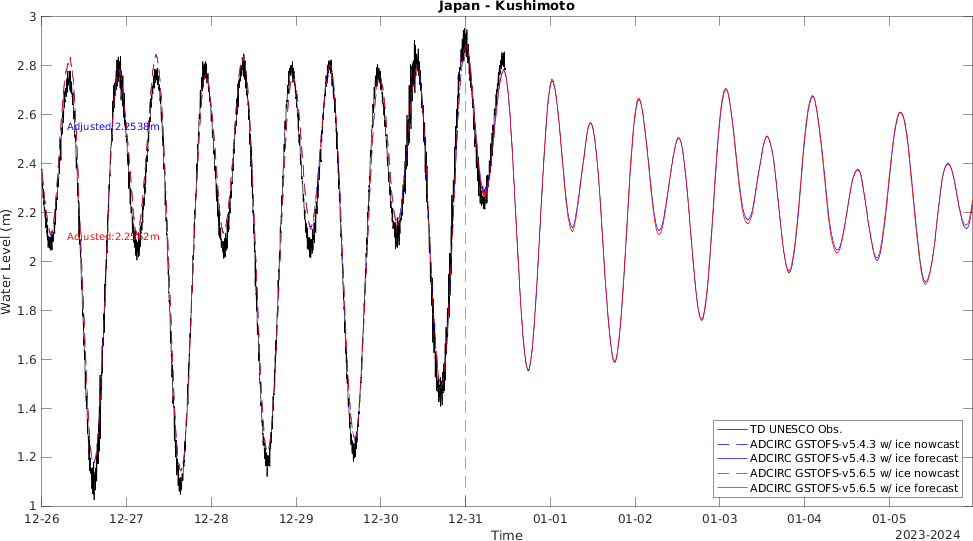 Japan - Kushimoto
Water Level (m)
3
2.8
2.6
2.4
2.2
2
1.8
1.6
1.4
1.2
1
Adjusted:2.2538m
TD UNESCO Obs.
ADCIRC GSTOFS-v5.4.3 w/ ice nowcast
ADCIRC GSTOFS-v5.4.3 w/ ice forecast
ADCIRC GSTOFS-v5.6.5 w/ ice nowcast
ADCIRC GSTOFS-v5.6.5 w/ ice forecast
12-26
12-27
12-28
12-29
12-30
12-31
01-01
01-02
01-03
01-04
01-05
Time
2023-2024